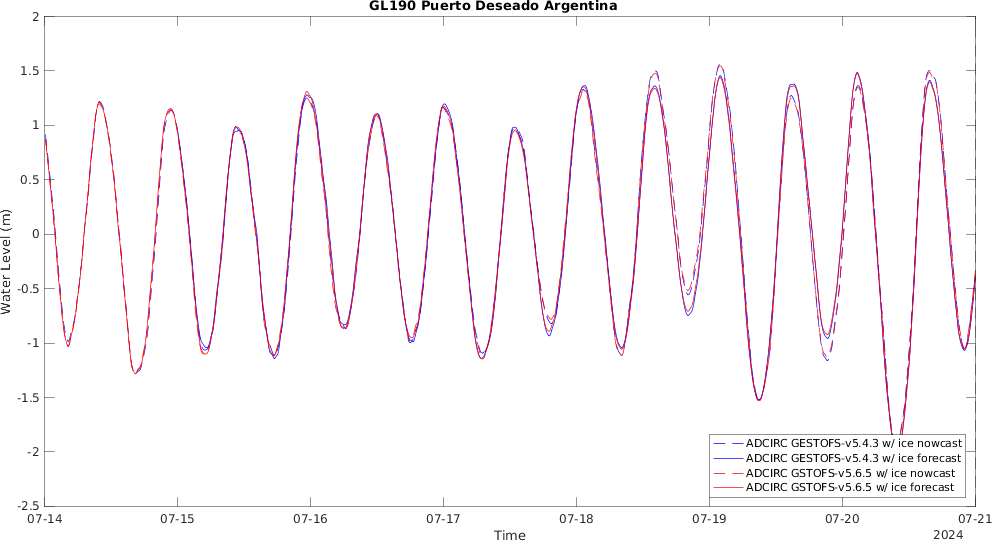 GL190 Puerto Deseado Argentina
2
1.5
1
0.5
0
-0.5
-1
-1.5
-2
-2.5
Water Level (m)
ADCIRC GESTOFS-v5.4.3 w/ ice nowcast
ADCIRC GESTOFS-v5.4.3 w/ ice forecast
ADCIRC GSTOFS-v5.6.5 w/ ice nowcast
ADCIRC GSTOFS-v5.6.5 w/ ice forecast
07-14 07-15 07-16 07-17 07-18 07-19 07-20 07-21
Time
2024